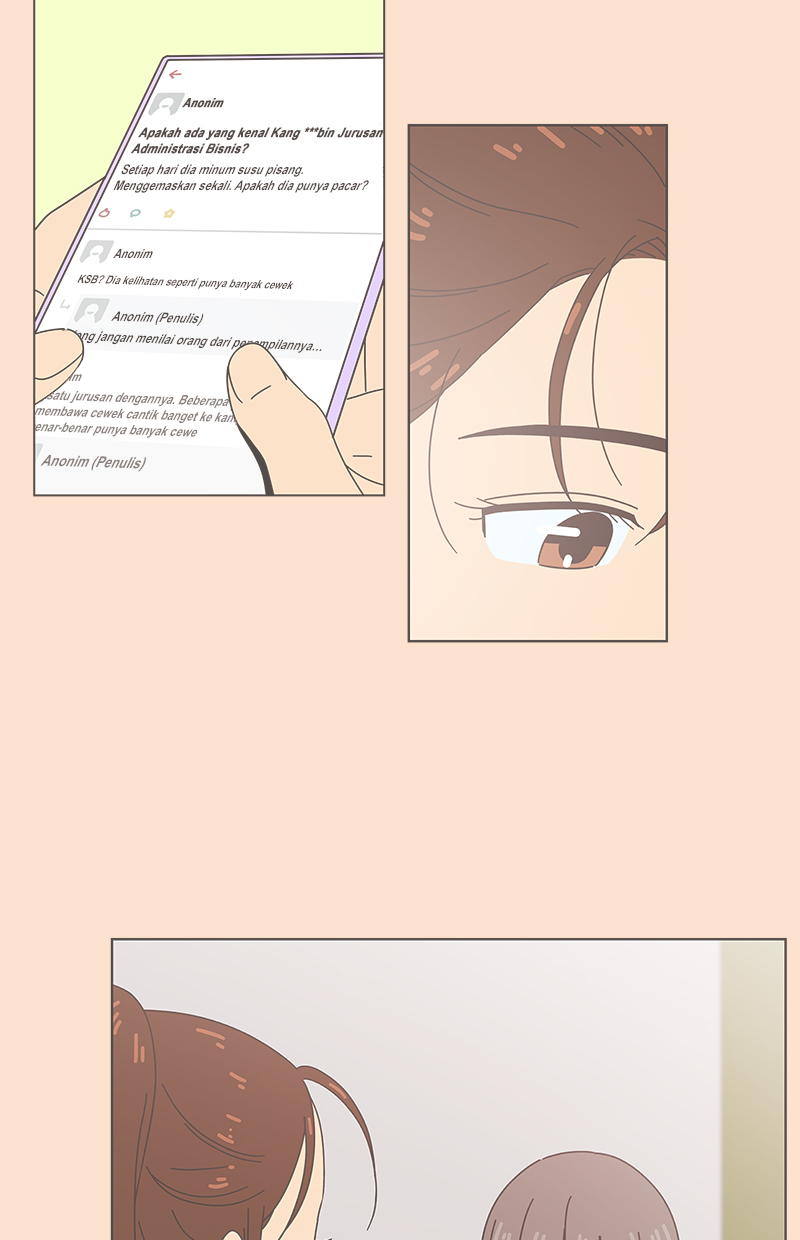 Anonim
Apakah ada yang kenal Kang ***bin Jurusan
Administrasi Bisnis?
Setiap hari dia minum susu pisang.
Menggemaskan sekali. Apakah dia punya pacar?
Anonim
KSB? Dia kelihatan seperti punya banyak cewek
Anonim (Penulis)
jangan menilai orang dari penampilannya...
satu jurusan dengannya. Beberapa
membawa cewek cantik banget ke
enar-benar punya banyak cewe
Anonim (Penulis)